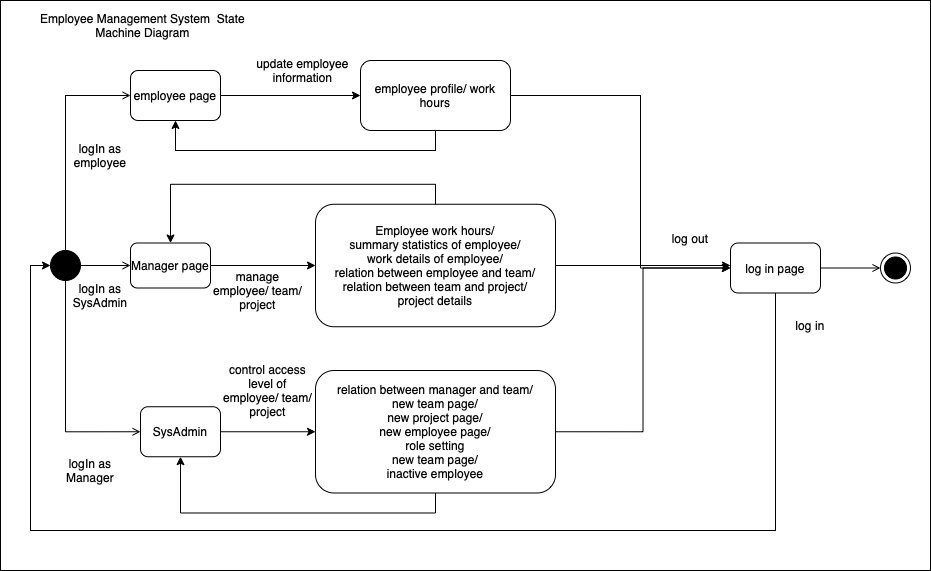 Employee Management System State
Machine Diagram
update employee
information
employee page
employee profile/ work
hours
logIn as
employee
Employee work hours/
summary statistics of employee/
work details of employee/
relation between employee and team/
relation between team and project/
project details
Manager page
manage
employee/ team/
project
logIn as
SysAdmin
log out
log in page
log in
control access
level of
employee/ team/
project
relation between manager and team/
new team page/
new project page/
new employee page/
role setting
new team page/
inactive employee
SysAdmin
logIn as
Manager